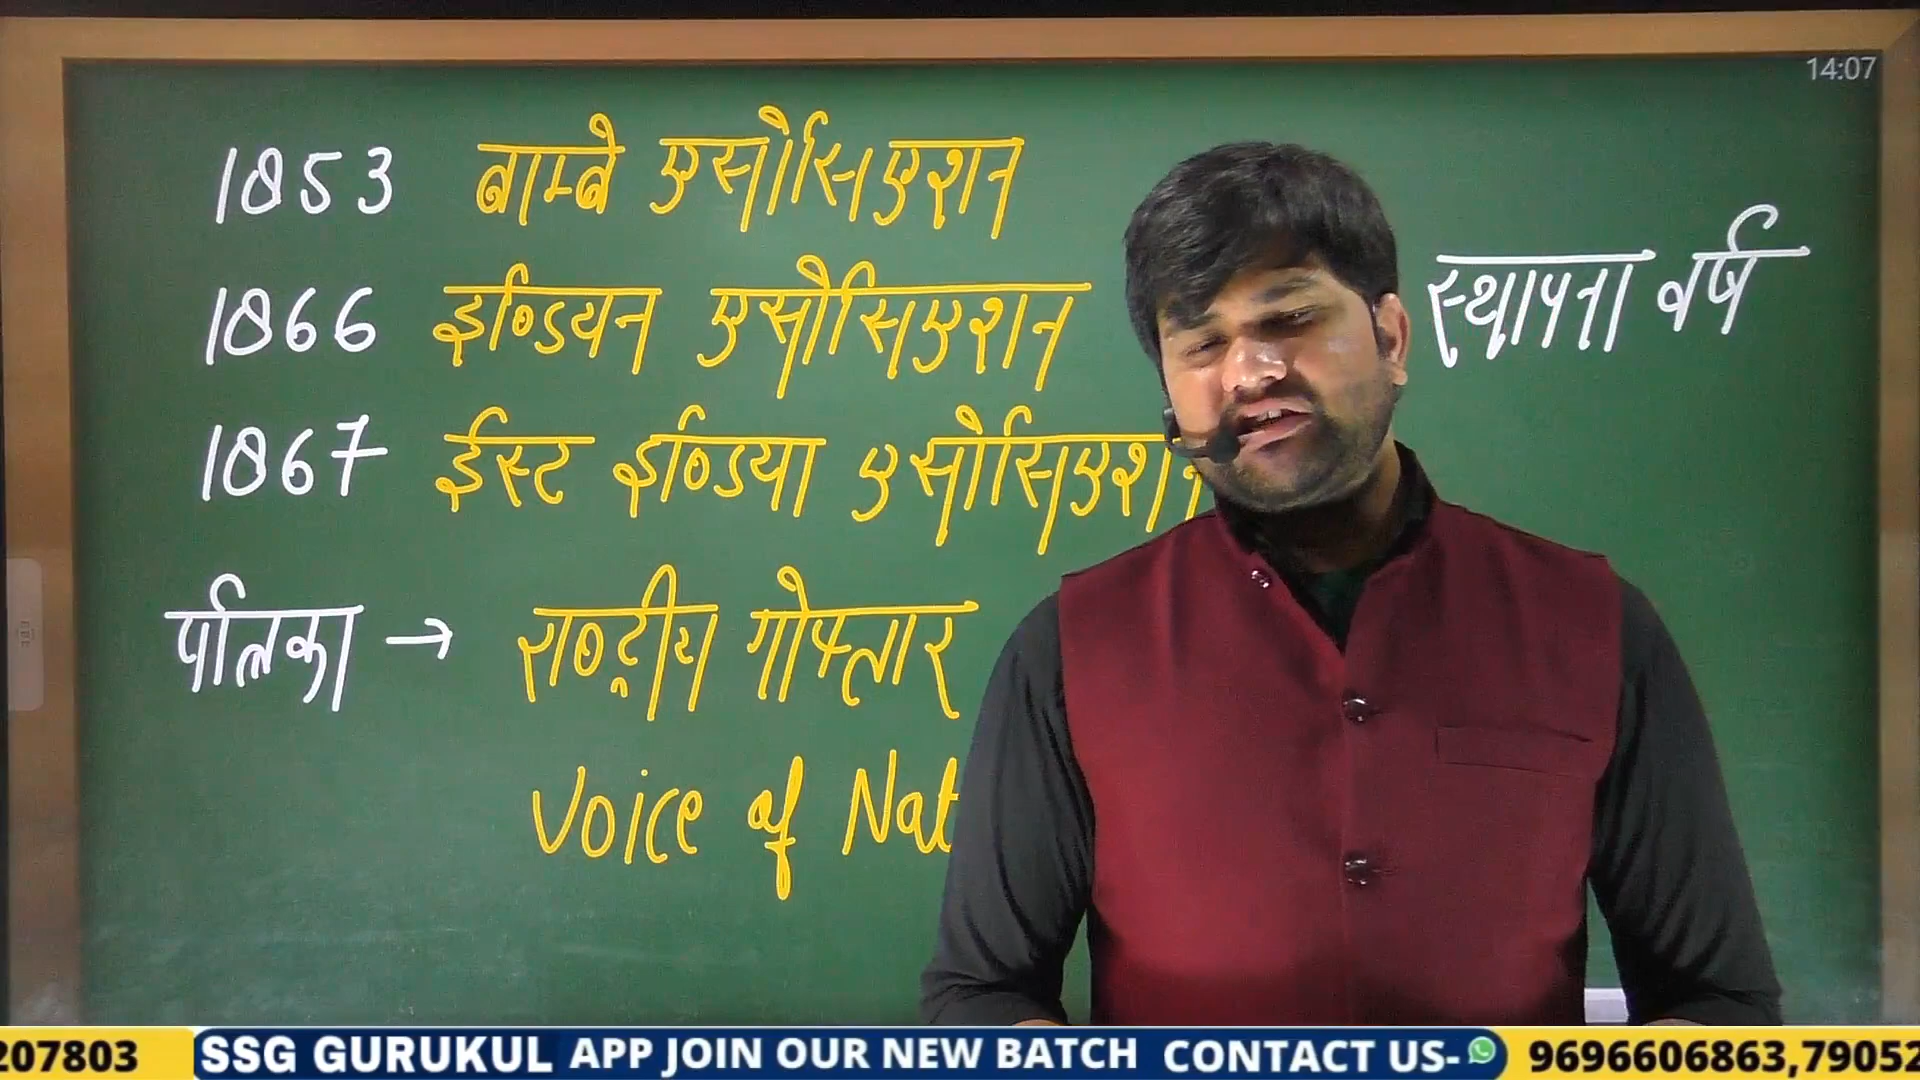 14:07
1853 बाम्बे एसोसिएशन
स्थापना वर्ष
1866 इण्डियन एसोसिएशन
1867 ईस्ट इण्डिया एसोसिएशन
पत्रिका → राष्ट्रीय गोफ्तार
Voice of Nat
207803 SSG GURUKUL APP JOIN OUR NEW BATCH CONTACT US- 9696606863,79052